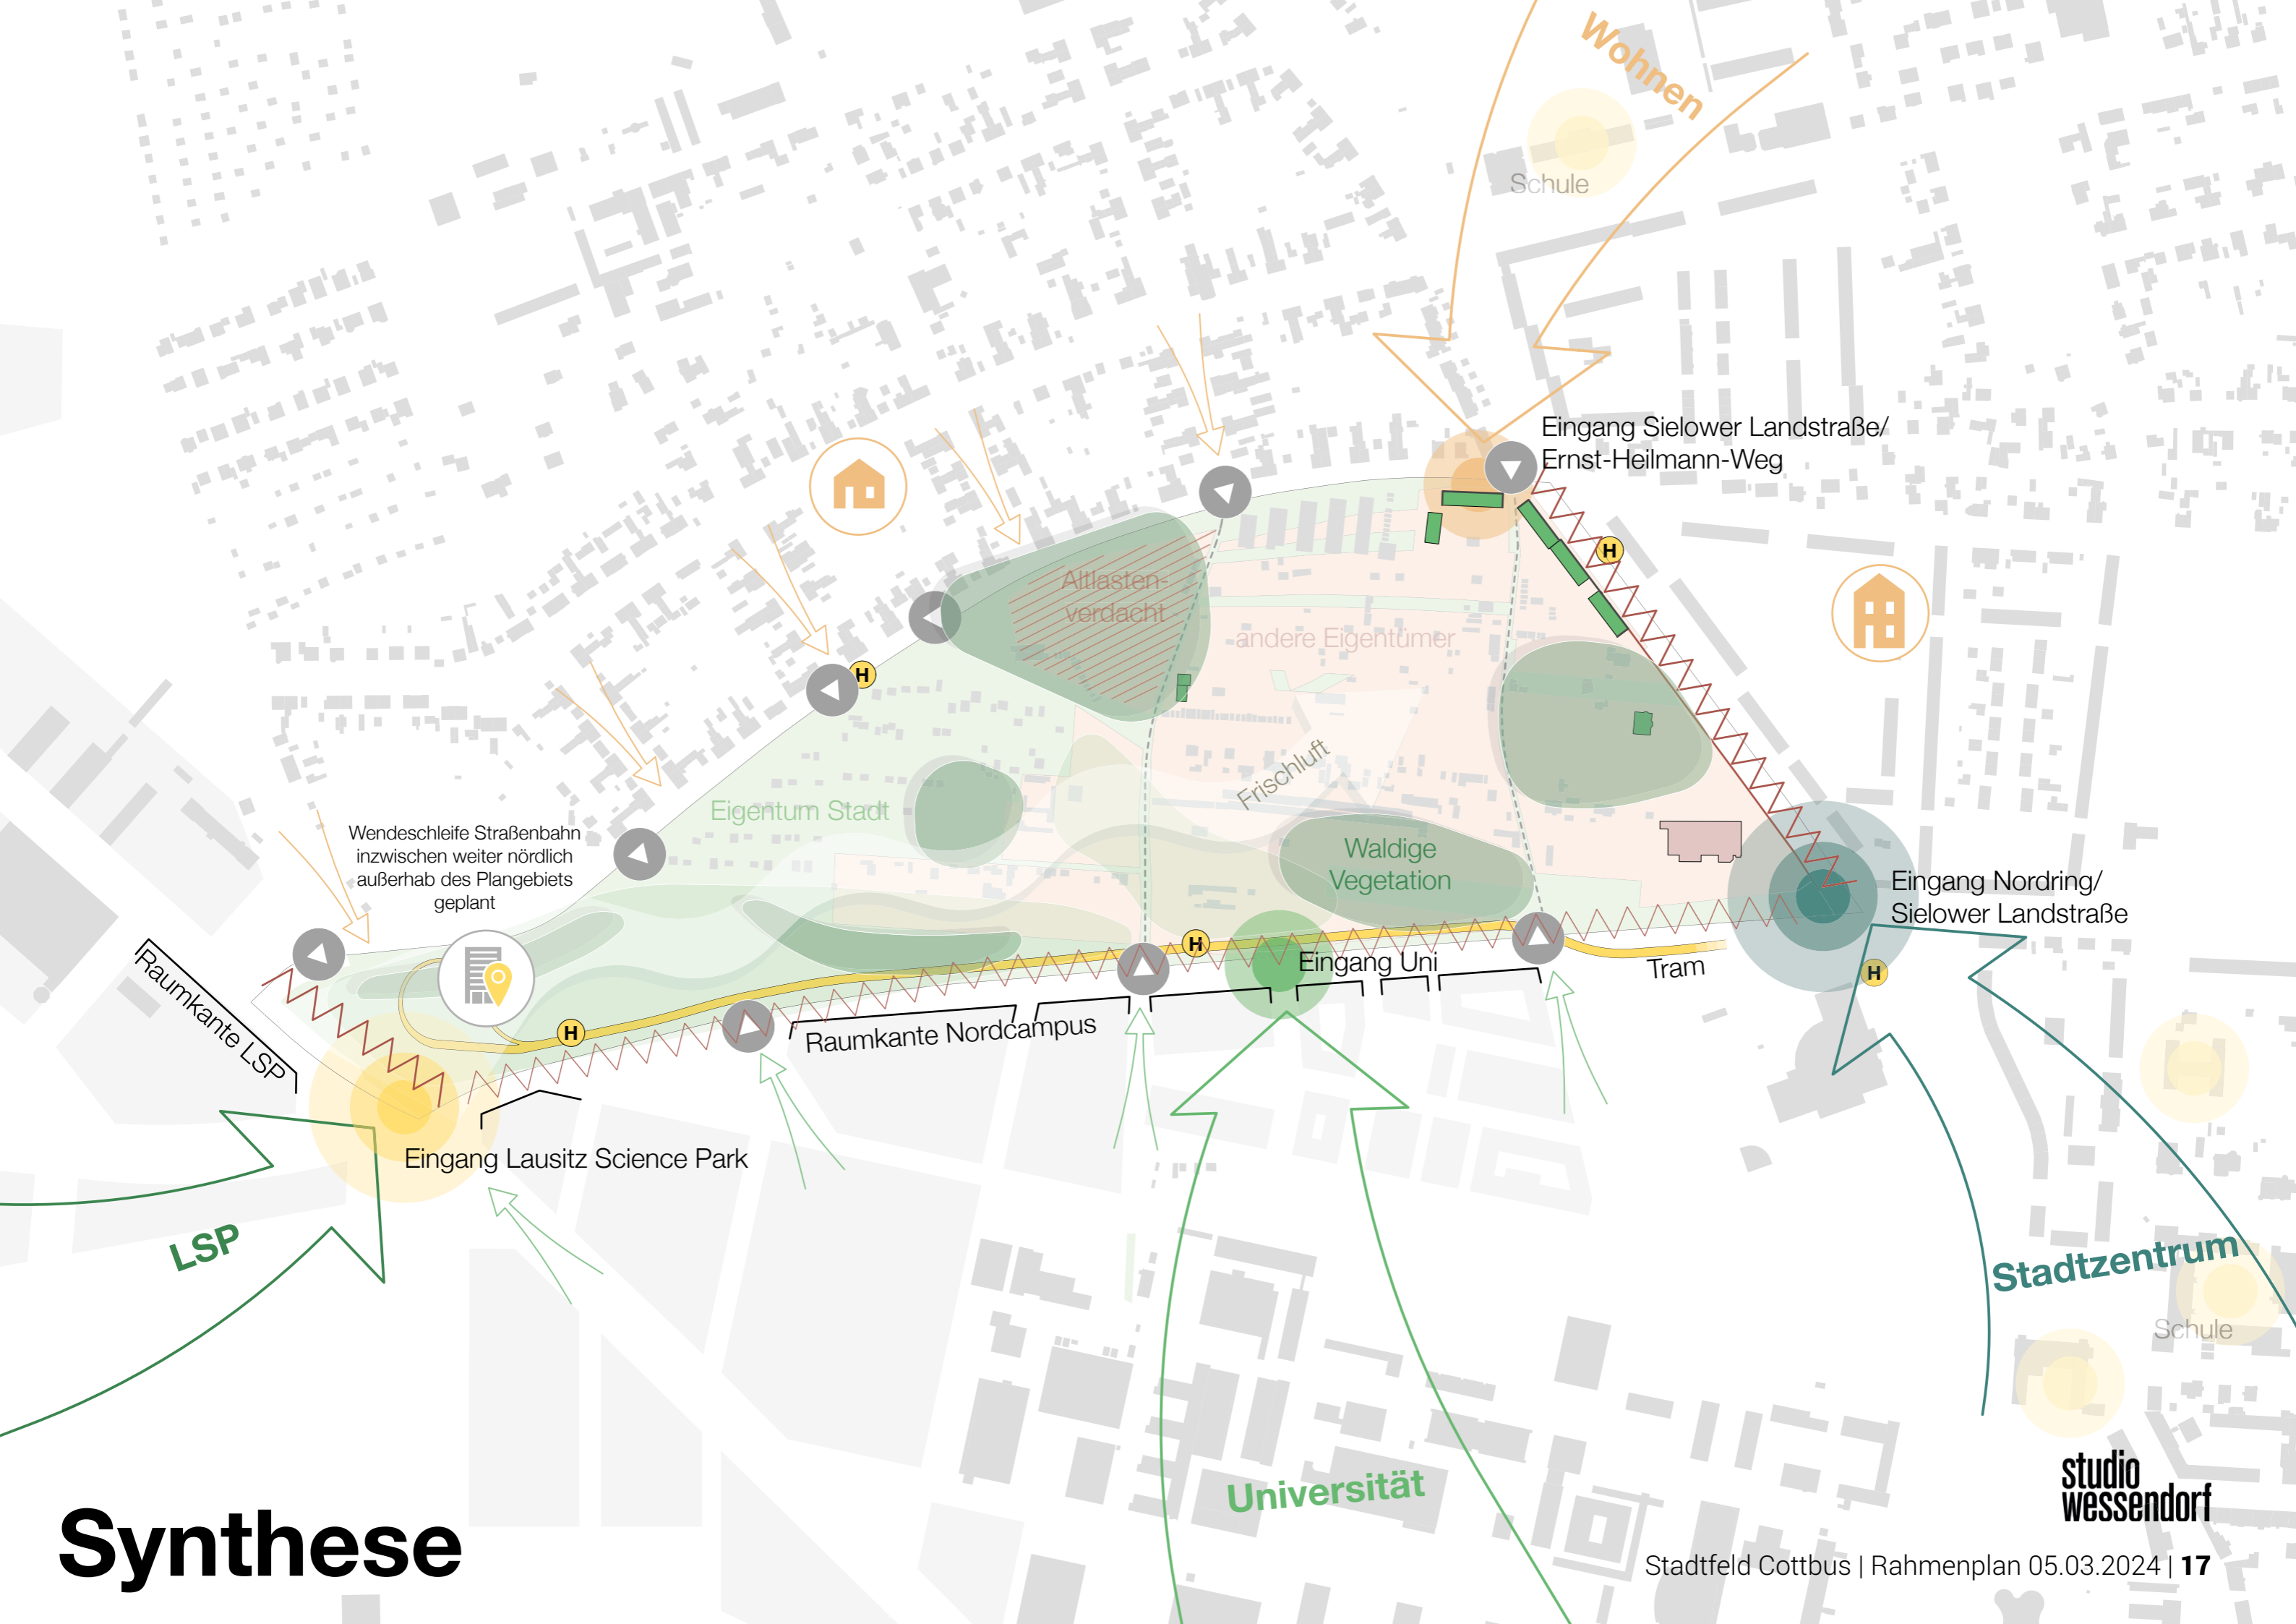 Wohnen
Schule
Eingang Sielower Landstraße/
Ernst-Heilmann-Weg
H
Altlasten-
verdacht
andere Eigentümer
H
Frischluft
Eigentum Stadt
Wendeschleife Straßenbahn
inzwischen weiter nördlich
außerhab des Plangebiets
geplant
Waldige
Vegetation
Eingang Nordring/
Sielower Landstraße
H
Eingang Uni
Tram
H
Raumkante LSP
H
Raumkante Nordcampus
Eingang Lausitz Science Park
LSP
Stadtzentrum
Schule
Universität
studio
wessendorf
Synthese
Stadtfeld Cottbus | Rahmenplan 05.03.2024 | 17